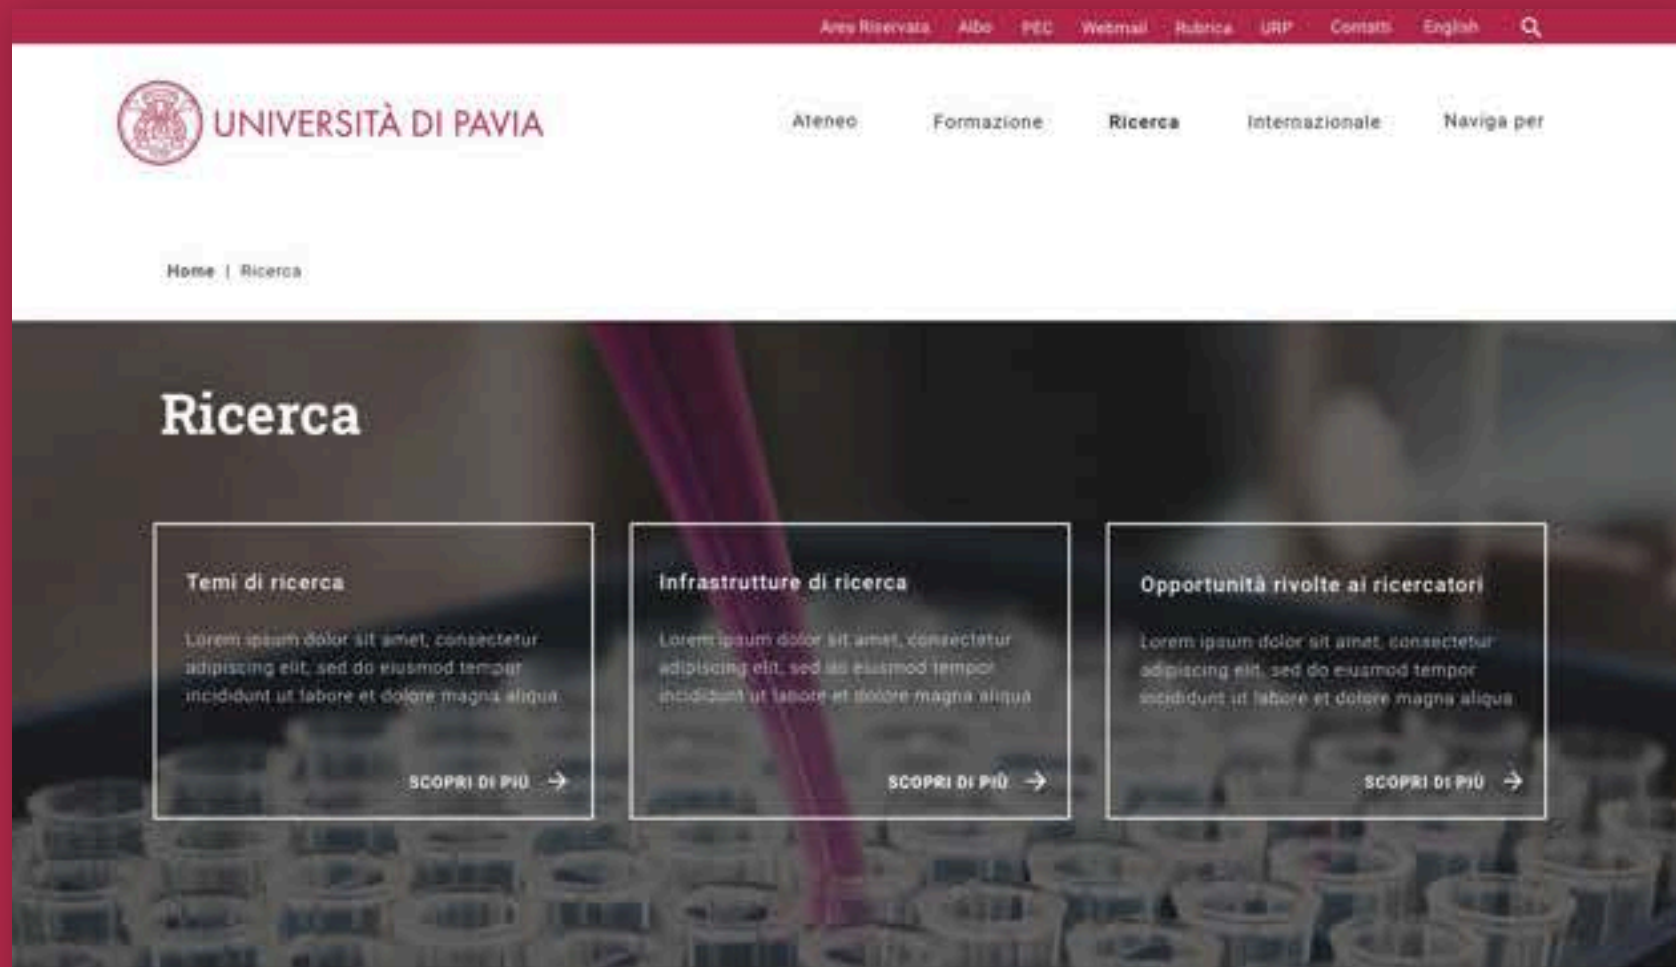 Area Riservata Albo PEC Webmail Rubrica URP Contatti English
UNIVERSITÀ DI PAVIA
Ateneo Formazione Ricerca Internazionale Naviga per
Home | Ricerca
Ricerca
Temi di ricerca
Lorem ipsum dolor sit amet, consectetur
adipiscing elit, sed do eiusmod tempor
incididunt ut labore et dolore magna aliqua
SCOPRI DI PIÙ
Infrastrutture di ricerca
Lorem ipsum dolor sit amet, consectetur
adipiscing elit, sed do eiusmod tempor
incididunt ut labore et dolore magna aliqua
SCOPRI DI PIÙ
Opportunità rivolte ai ricercatori
Lorem ipsum dolor sit amet, consectetur
adipiscing elit, sed do eiusmod tempor
incididunt ut labore et dolore magna aliqua
SCOPRI DI PIÙ